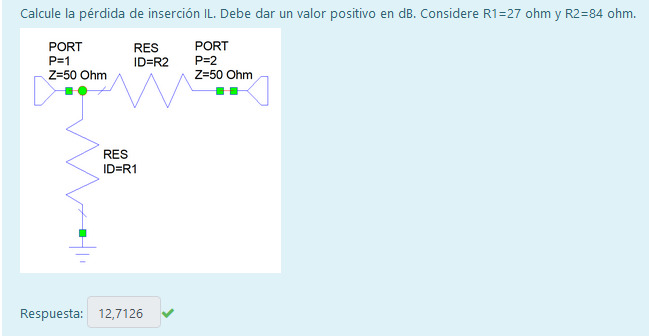 Calcule la pérdida de inserción IL. Debe dar un valor positivo en dB. Considere R1=27 ohm y R2=84 ohm.
PORT
P=1
Z=50 Ohm
RES
ID=R2
PORT
P=2
Z=50 Ohm
RES
ID=R1
Respuesta: 12,7126